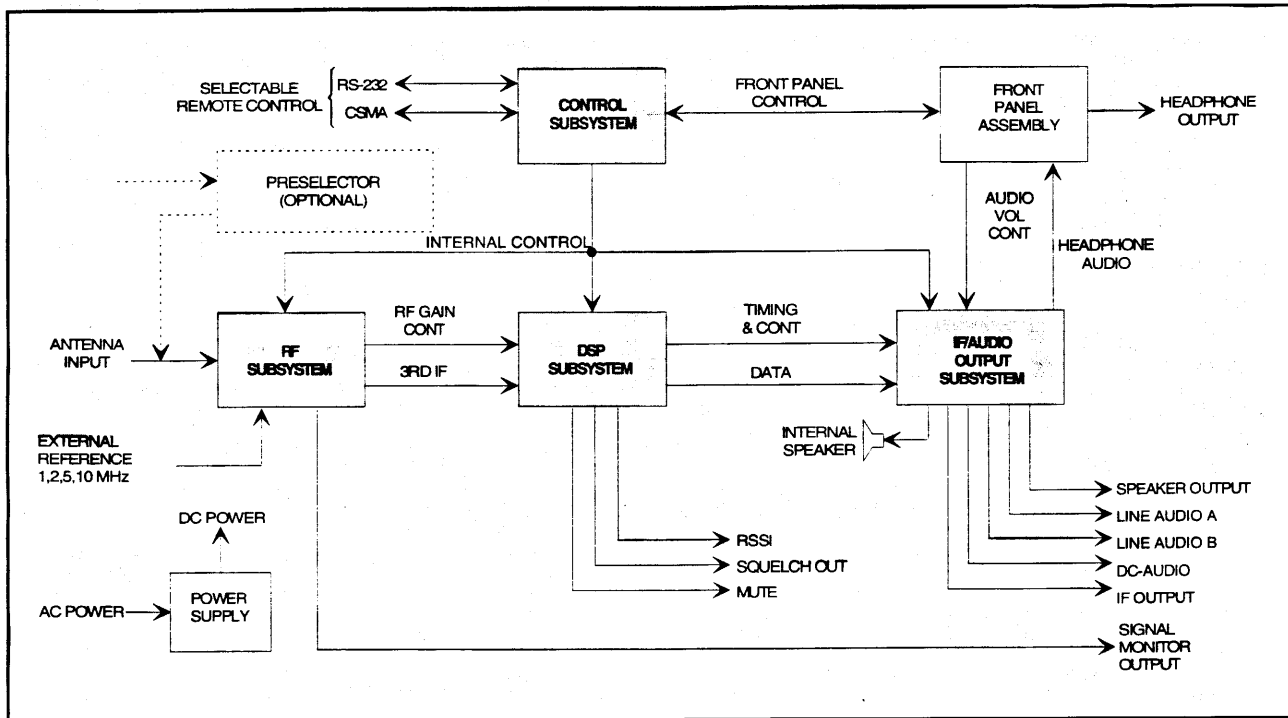 SELECTABLE
REMOTE CONTROL
RS-232
CSMA
CONTROL
SUBSYSTEM
FRONT PANEL
CONTROL
FRONT
PANEL
ASSEMBLY
HEADPHONE
OUTPUT
PRESELECTOR
(OPTIONAL)
AUDIO
VOL
CONT
INTERNAL CONTROL
HEADPHONE
AUDIO
ANTENNA
INPUT
RF
SUBSYSTEM
RF GAIN
CONT
3RD IF
DSP
SUBSYSTEM
TIMING
& CONT
DATA
IF/AUDIO
OUTPUT
SUBSYSTEM
EXTERNAL
REFERENCE
1,2,5,10 MHz
INTERNAL
SPEAKER
SPEAKER OUTPUT
LINE AUDIO A
LINE AUDIO B
DC-AUDIO
IF OUTPUT
DC POWER
RSSI
SQUELCH OUT
MUTE
AC POWER
POWER
SUPPLY
SIGNAL
MONITOR
OUTPUT